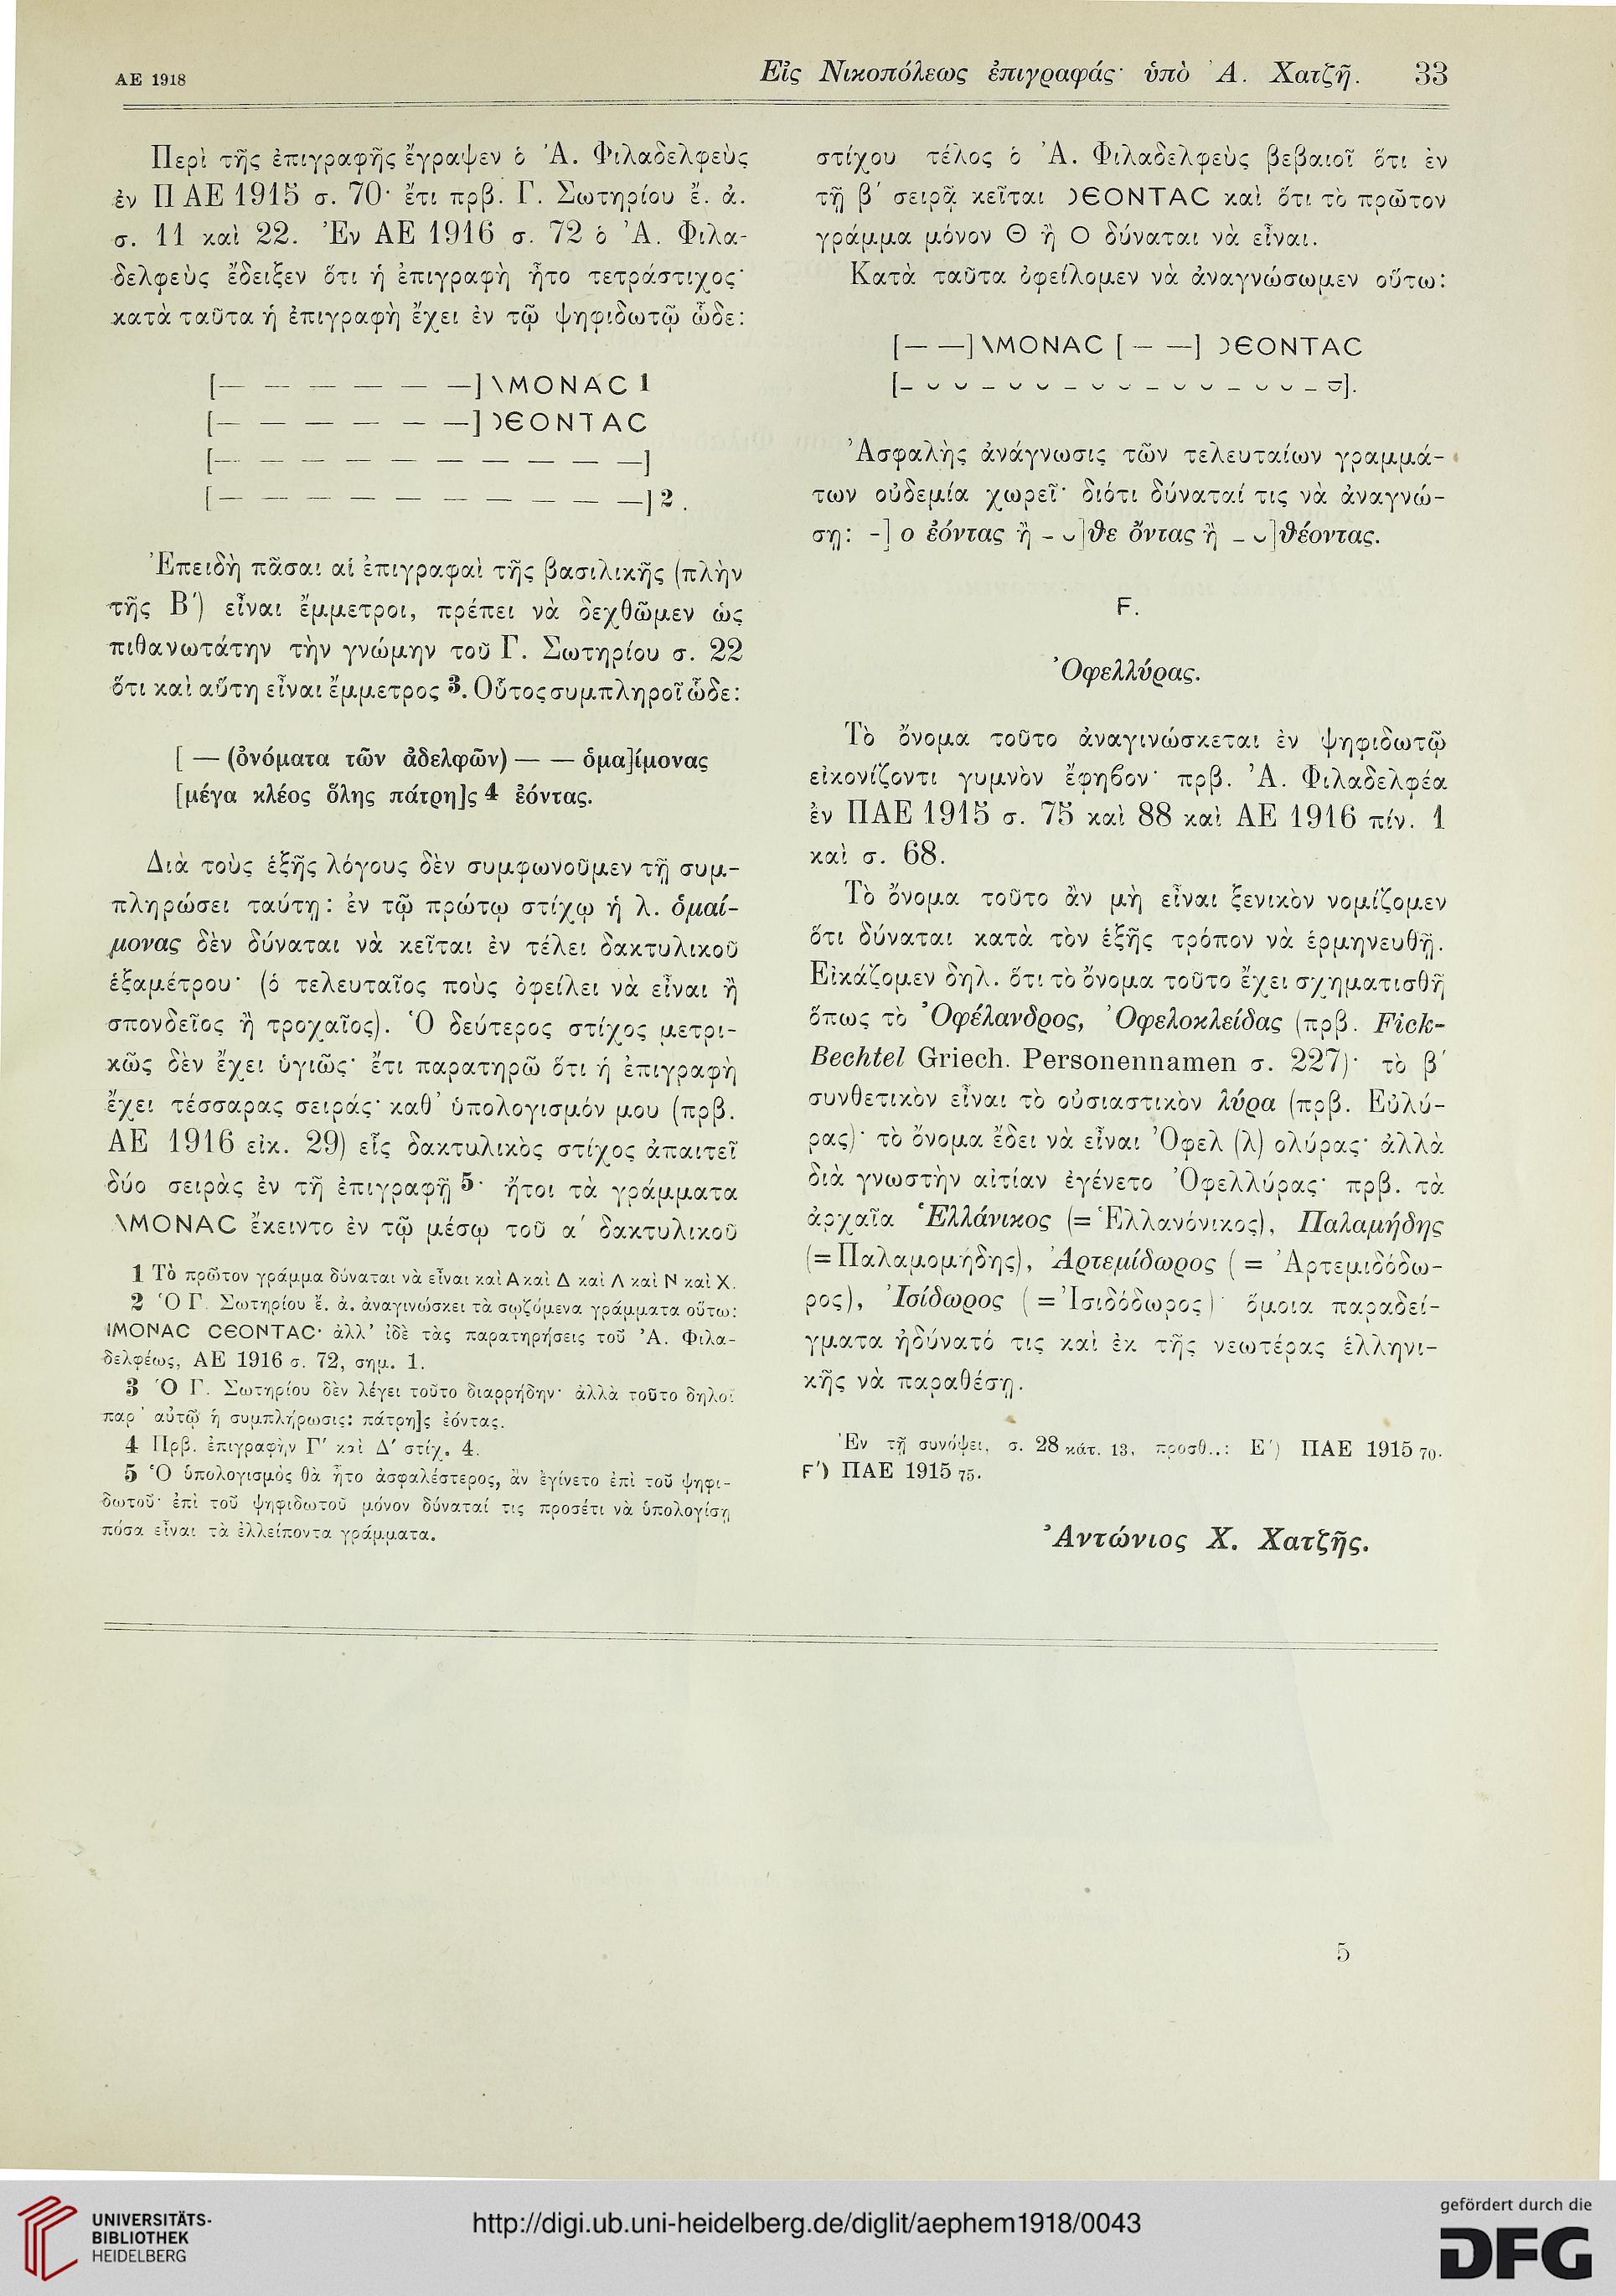 ΑΕ 1918
Εἰς Νικοπόλεως ἐπιγραφάς· ὑπὸ Ἀ. Χατζῆ. 33
Περὶ τῆς ἐπιγραφῆς ἔγραψεν ὁ Ἀ. Φιλαδελφεὺς
ἐν ΠΑΕ 1915 σ. 70· ἔτι πρβ. Γ. Σωτηρίου ἔ. ἀ.
σ. 11 καὶ 22. Ἐν ΑΕ 1916 σ. 72 ὁ Ἀ. Φιλα-
δελφεὺς ἔδειξεν ὅτι ἡ ἐπιγραφὴ ἦτο τετράστιχος·
κατὰ ταῦτα ἡ ἐπιγραφὴ ἔχει ἐν τῷ ψηφιδωτῷ ὧδε:
[— — — — — —] \ΜΟΝΑϹ 1
[— — — — — —] Ͻ𐅝ΕΟΝΤΑϹ
[— — — — — — — — — —]
[— — — — — — — — — —] 2.
Ἐπειδὴ πᾶσαι αἱ ἐπιγραφαὶ τῆς βασιλικῆς (πλὴν
τῆς Β΄) εἶναι ἔμμετροι, πρέπει νὰ δεχθῶμεν ὡς
πιθανωτάτην τὴν γνώμην τοῦ Γ. Σωτηρίου σ. 22
ὅτι καὶ αὕτη εἶναι ἔμμετρος 3. Οὗτος συμπληροῖ ὧδε:
[ — (ὀνόματα τῶν ἀδελφῶν) — — ὁμα]ίμονας
[μέγα κλέος ὅλης πάτρη]ς 4 ἐόντας.
Διὰ τοὺς ἑξῆς λόγους δὲν συμφωνοῦμεν τῇ συμ-
πληρώσει ταύτῃ: ἐν τῷ πρώτῳ στίχῳ ἡ λ. ὁμαί-
μονας δὲν δύναται νὰ κεῖται ἐν τέλει δακτυλικοῦ
ἑξαμέτρου· (ὁ τελευταῖος ποὺς ὀφείλει νὰ εἶναι ἢ
σπονδεῖος ἢ τροχαῖος). Ὁ δεύτερος στίχος μετρι-
κῶς δὲν ἔχει ὑγιῶς· ἔτι παρατηρῶ ὅτι ἡ ἐπιγραφὴ
ἔχει τέσσαρας σειράς· καθ᾽ ὑπολογισμόν μου (πρβ.
ΑΕ 1916 εἰκ. 29) εἷς δακτυλικὸς στίχος ἀπαιτεῖ
δύο σειρὰς ἐν τῇ ἐπιγραφῇ 5· ἤτοι τὰ γράμματα
\ΜΟΝΑϹ ἔκειντο ἐν τῷ μέσῳ τοῦ α΄ δακτυλικοῦ
1 Τὸ πρῶτον γράμμα δύναται νὰ εἶναι καὶ Α καὶ Δ καὶ Λ καὶ Ν καὶ Χ.
2 Ὁ Γ. Σωτηρίου ἔ. ἀ. ἀναγινώσκει τὰ σῳζόμενα γράμματα οὕτω:
ΙΜΟΝΑϹ ϹЄΟΝΤΑϹ· ἀλλ᾽ ἰδὲ τὰς παρατηρήσεις τοῦ Ἀ. Φιλα-
δελφέως, ΑΕ 1916 σ. 72, σημ. 1.
3 Ὁ Γ. Σωτηρίου δὲν λέγει τοῦτο διαρρήδην· ἀλλὰ τοῦτο δηλοῖ
παρ᾽ αὐτῷ ἡ συμπλήρωσις: πάτρη]ς ἐόντας.
4 Πρβ. ἐπιγραφὴν Γ΄ καὶ Δ΄ στίχ. 4.
5 Ὁ ὑπολογισμὸς θὰ ἦτο ἀσφαλέστερος, ἂν ἐγίνετο ἐπὶ τοῦ ψηφι-
δωτοῦ· ἐπὶ τοῦ ψηφιδωτοῦ μόνον δύναταί τις προσέτι νὰ ὑπολογίσῃ
πόσα εἶναι τὰ ἐλλείποντα γράμματα.
στίχου τέλος ὁ Ἀ. Φιλαδελφεὺς βεβαιοῖ ὅτι ἐν
τῇ β΄ σειρᾷ κεῖται ϽЄΟΝΤΑϹ καὶ ὅτι τὸ πρῶτον
γράμμα μόνον Θ ἢ Ο δύναται νὰ εἶναι.
Κατὰ ταῦτα ὀφείλομεν νὰ ἀναγνώσωμεν οὕτω:
[— —] \ΜΟΝΑϹ [— —] ϽЄΟΝΤΑϹ
[– ⏑ ⏑ – ⏑ ⏑ – ⏑ ⏑ – ⏑ ⏑ – ⏑ ⏑ – ⏓].
Ἀσφαλὴς ἀνάγνωσις τῶν τελευταίων γραμμά-
των οὐδεμία χωρεῖ· διότι δύναταί τις νὰ ἀναγνώ-
σῃ: -] ο ἐόντας ἢ – ⏑]θε ὄντας ἢ – ⏑]θέοντας.
Ϝ.
Ὀφελλύρας.
Τὸ ὄνομα τοῦτο ἀναγινώσκεται ἐν ψηφιδωτῷ
εἰκονίζοντι γυμνὸν ἔφηβον· πρβ. Ἀ. Φιλαδελφέα
ἐν ΠΑΕ 1915 σ. 75 καὶ 88 καὶ ΑΕ 1916 πίν. 1
καὶ σ. 68.
Τὸ ὄνομα τοῦτο ἂν μὴ εἶναι ξενικὸν νομίζομεν
ὅτι δύναται κατὰ τὸν ἑξῆς τρόπον νὰ ἑρμηνευθῇ.
Εἰκάζομεν δηλ. ὅτι τὸ ὄνομα τοῦτο ἔχει σχηματισθῆ
ὅπως τὸ Ὀφέλανδρος, Ὀφελοκλείδας (πρβ. Fick-
Bechtel Griech. Personennamen σ. 227)· τὸ β΄
συνθετικὸν εἶναι τὸ οὐσιαστικὸν λύρα (πρβ. Εὐλύ-
ρας)· τὸ ὄνομα ἔδει νὰ εἶναι Ὀφελ (λ) ολύρας· ἀλλὰ
διὰ γνωστὴν αἰτίαν ἐγένετο Ὀφελλύρας· πρβ. τὰ
ἀρχαῖα Ἑλλάνικος (= Ἑλλανόνικος), Παλαμήδης
(= Παλαμομήδης), Ἀρτεμίδωρος ( = Ἀρτεμιδόδω-
ρος), Ἰσίδωρος ( = Ἰσιδόδωρος)· ὅμοια παραδεί-
γματα ἠδύνατό τις καὶ ἐκ τῆς νεωτέρας ἑλληνι-
κῆς νὰ παραθέσῃ.
Ἐν τῇ συνόψει, σ. 28 κάτ. 13, προσθ..: Ε΄) ΠΑΕ 1915 70.
Ϝ΄) ΠΑΕ 1915 75.
Ἀντώνιος Χ. Χατζῆς.
5
UNIVERSITÄTS-
BIBLIOTHEK
HEIDELBERG
http://digi.ub.uni-heidelberg.de/diglit/aephem1918/0043
gefördert durch die
DFG